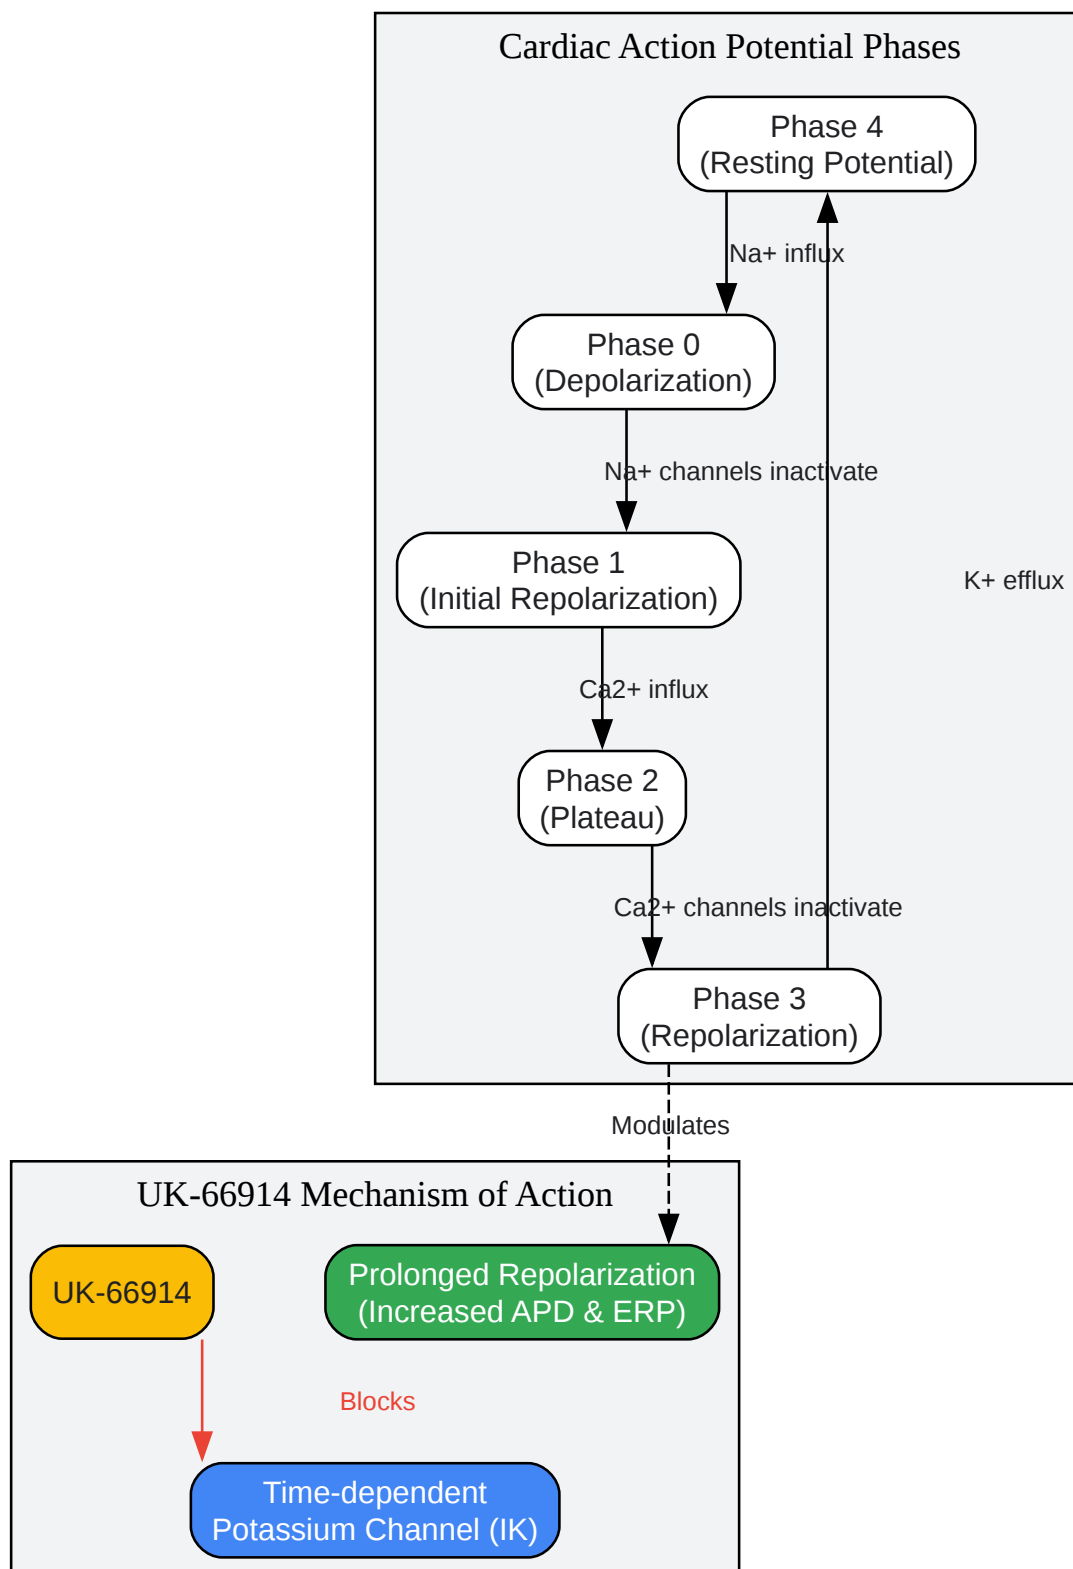 Cardiac Action Potential Phases
Phase 4
(Resting Potential)
Na+ influx
Phase 0
(Depolarization)
Na+ channels inactivate
Phase 1
(Initial Repolarization)
K+ efflux
Ca2+ influx
Phase 2
(Plateau)
Ca2+ channels inactivate
Phase 3
(Repolarization)
Modulates
UK-66914 Mechanism of Action
UK-66914
Prolonged Repolarization
(Increased APD & ERP)
Blocks
Time-dependent
Potassium Channel (IK)